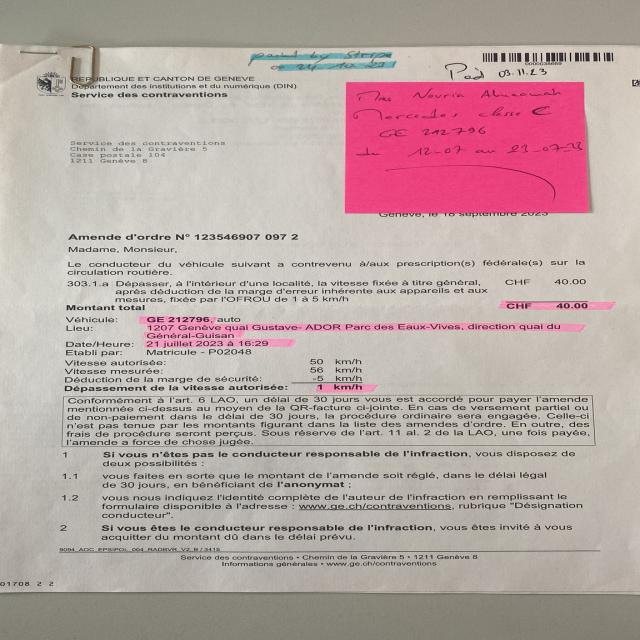 paid by Stripe
00003S669
Paid 03.11.23
RÉPUBLIQUE ET CANTON DE GENEVE
Département des institutions et du numérique (DIN)
Service des contraventions
Mercedes classe C
GE 212796
du 12-07 au 23-07-23
Service des contraventions
Chemin de la Gravière 5
Case postale 104
1211 Genève 8
Genève, le 18 septembre 2023
Amende d'ordre N° 123546907 097 2
Madame, Monsieur,
Le conducteur du véhicule suivant a contrevenu à/aux prescription(s) fédérale(s) sur la
circulation routière.
303.1.a Dépasser, à l'intérieur d'une localité, la vitesse fixée à titre général, CHF 40.00
après déduction de la marge d'erreur inhérente aux appareils et aux
mesures, fixée par l'OFROU de 1 à 5 km/h
Montant total CHF 40.00
Véhicule: GE 212796, auto
Lieu: 1207 Genève quai Gustave- ADOR Parc des Eaux-Vives, direction quai du
Général-Guisan
Date/Heure: 21 juillet 2023 à 16:29
Etabli par: Matricule - P02048
Vitesse autorisée: 50 km/h
Vitesse mesurée: 56 km/h
Déduction de la marge de sécurité: -5 km/h
Dépassement de la vitesse autorisée: 1 km/h
Conformément à l'art. 6 LAO, un délai de 30 jours vous est accordé pour payer l'amende
mentionnée ci-dessus au moyen de la QR-facture ci-jointe. En cas de versement partiel ou
de non-paiement dans le délai de 30 jours, la procédure ordinaire sera engagée. Celle-ci
n'est pas tenue par les montants figurant dans la liste des amendes d'ordre. En outre, des
frais de procédure seront perçus. Sous réserve de l'art. 11 al. 2 de la LAO, une fois payée,
l'amende a force de chose jugée.
1 Si vous n'êtes pas le conducteur responsable de l'infraction, vous disposez de
deux possibilités :
1.1 vous faites en sorte que le montant de l'amende soit réglé, dans le délai légal
de 30 jours, en bénéficiant de l'anonymat ;
1.2 vous nous indiquez l'identité complète de l'auteur de l'infraction en remplissant le
formulaire disponible à l'adresse : www.ge.ch/contraventions, rubrique "Désignation
conducteur".
2 Si vous êtes le conducteur responsable de l'infraction, vous êtes invité à vous
acquitter du montant dû dans le délai prévu.
Service des contraventions • Chemin de la Gravière 5 • 1211 Genève 8
Informations générales • www.ge.ch/contraventions
01708 2 2